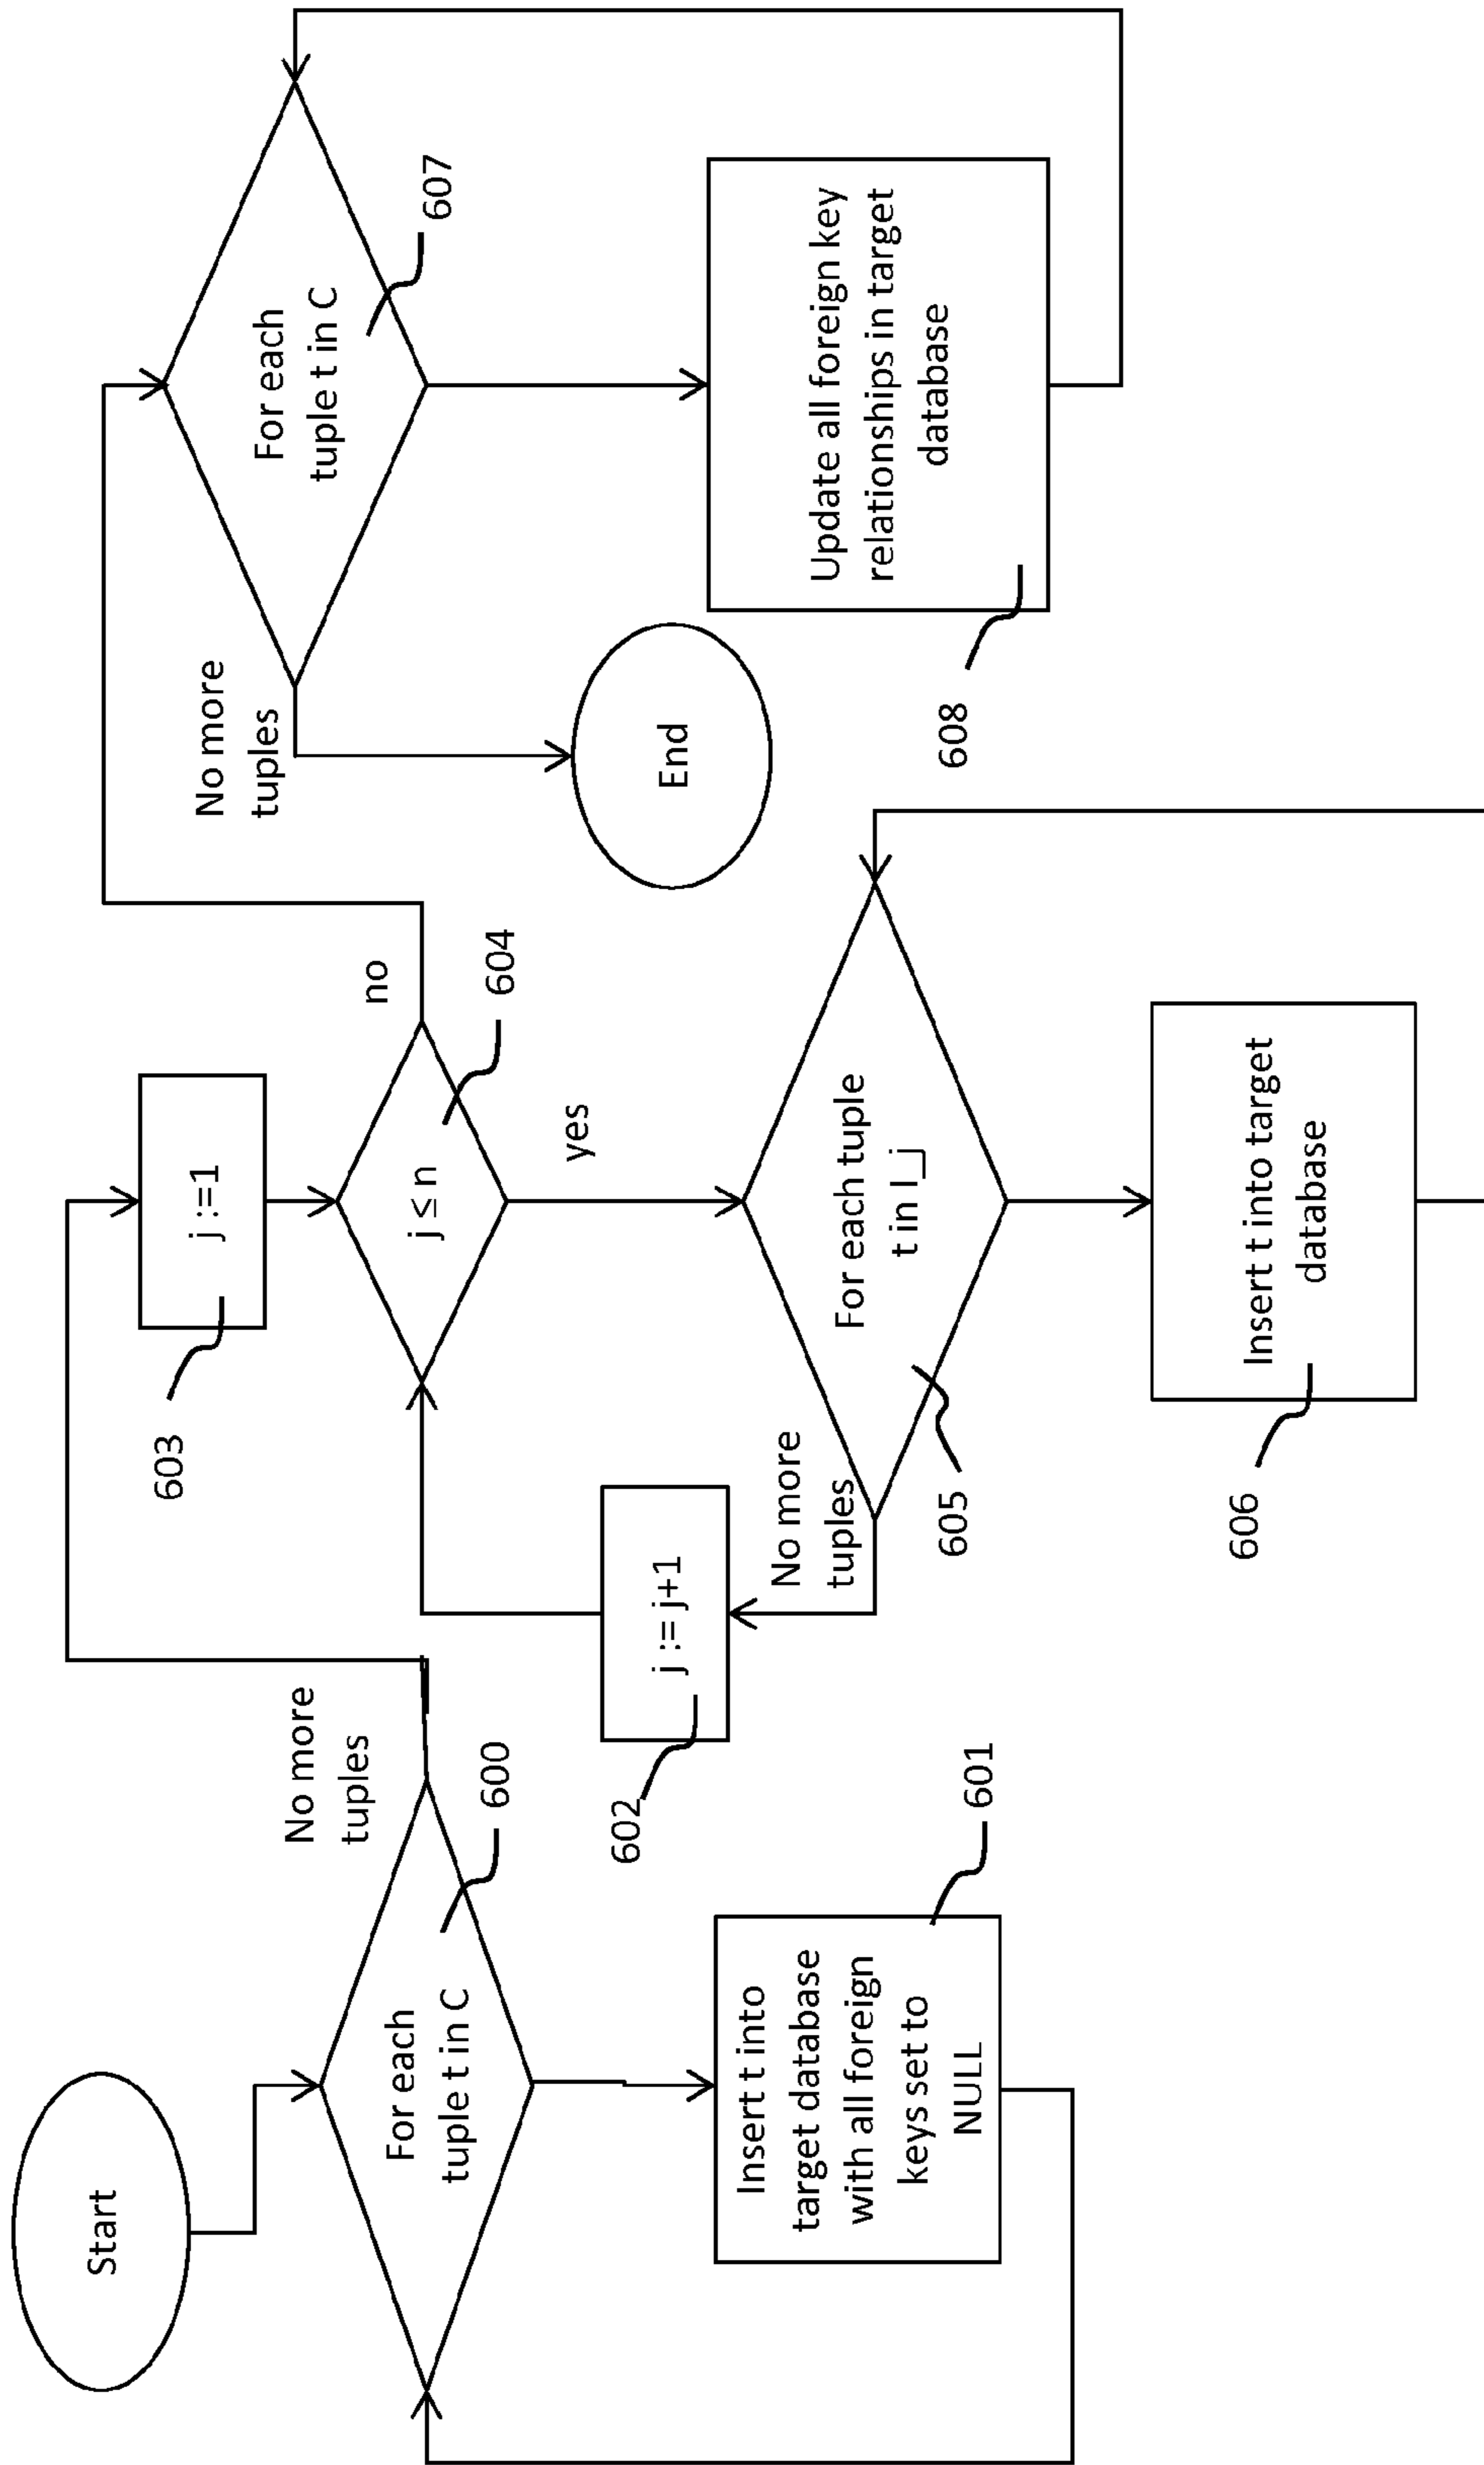 Start
For each
tuple t in C
600
No more
tuples
Insert t into
target database
with all foreign
keys set to
NULL
601
j :=1
603
j ≤ n
604
no
yes
j := j+1
602
For each tuple
t in I_j
605
No more
tuples
Insert t into target
database
606
For each
tuple t in C
607
No more
tuples
End
Update all foreign key
relationships in target
database
608